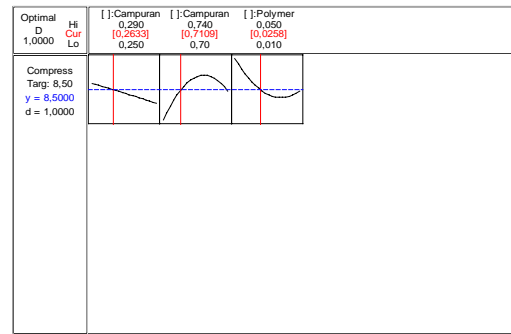 Optimal
D
1,0000
Hi
Cur
Lo
[ ]:Campuran
0,290
[0,2633]
0,250
[ ]:Campuran
0,740
[0,7109]
0,70
[ ]:Polymer
0,050
[0,0258]
0,010
Compress
Targ: 8,50
y = 8,5000
d = 1,0000